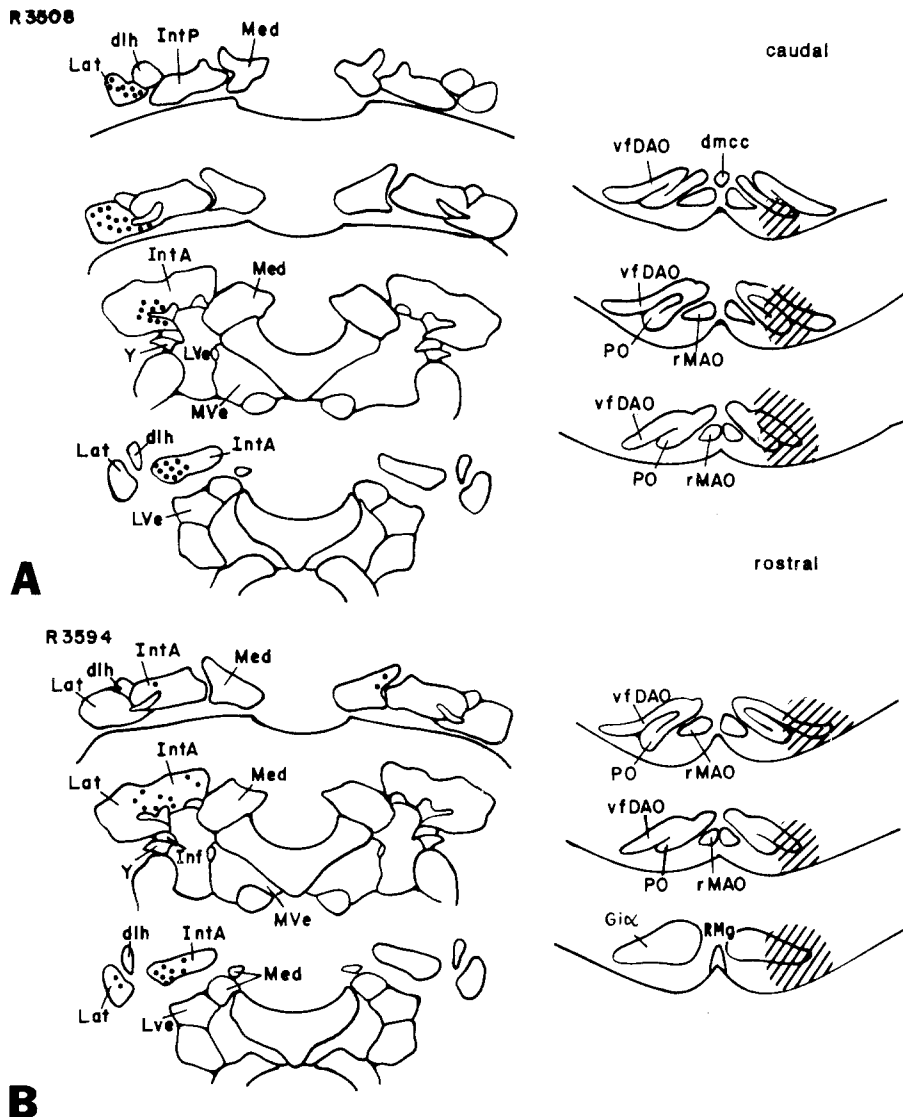 R3508
dlh IntP Med
Lat
caudal
vfDAO dmcc
IntA Med
vfDAO
Y LVe
PO rMAO
MVe
vfDAO
dlh IntA
Lat
PO rMAO
LVe
A
rostral
R3594
IntA Med
dlh
Lat
vfDAO
PO rMAO
IntA
Lat Med
vfDAO
Y Inf
PO rMAO
MVe
Giα RMg
dlh IntA
Med
Lat Lve
B